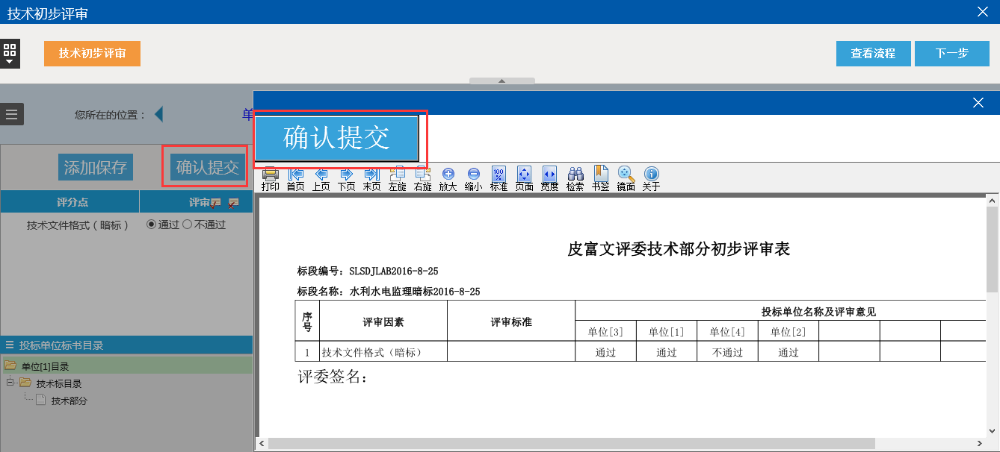 技术初步评审
技术初步评审
查看流程 下一步
您所在的位置： 单
确认提交
添加保存 确认提交
打印 首页 上页 下页 末页 左旋 右旋 放大 缩小 标准 页面 宽度 检索 书签 镜面 关于
评分点 评审
技术文件格式（暗标） 通过 不通过
皮富文评委技术部分初步评审表
标段编号：SLSDJLAB2016-8-25
标段名称：水利水电监理暗标2016-8-25
序号 评审因素 评审标准 投标单位名称及评审意见
单位[3] 单位[1] 单位[4] 单位[2]
1 技术文件格式（暗标） 通过 通过 不通过 通过
评委签名：
投标单位标书目录
单位[1]目录
技术标目录
技术部分